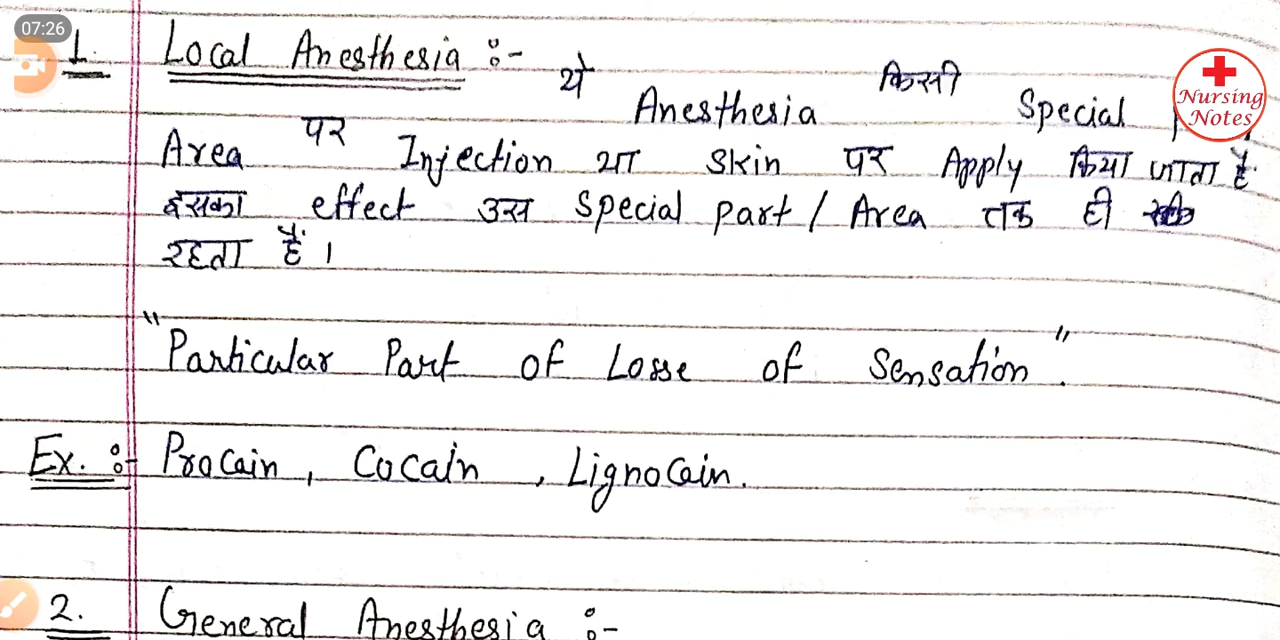 07:26
1. Local Anesthesia :-
ये Anesthesia किसी Special
Area पर Injection या Skin पर Apply किया जाता है.
इसका effect उस Special Part / Area तक ही
रहता है।
"Particular Part of Losse of Sensation".
Ex. :- Procain, Cocain, Lignocain.
2. General Anesthesia :-
Nursing
Notes